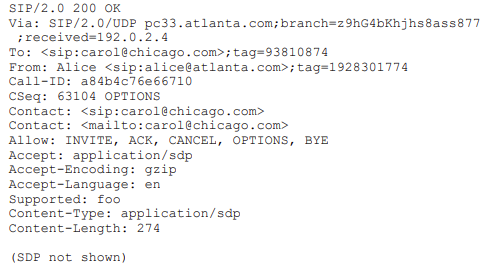 SIP/2.0 200 OK
Via: SIP/2.0/UDP pc33.atlanta.com;branch=z9hG4bKhjhs8ass877
 ;received=192.0.2.4
To: <sip:carol@chicago.com>;tag=93810874
From: Alice <sip:alice@atlanta.com>;tag=1928301774
Call-ID: a84b4c76e66710
CSeq: 63104 OPTIONS
Contact: <sip:carol@chicago.com>
Contact: <mailto:carol@chicago.com>
Allow: INVITE, ACK, CANCEL, OPTIONS, BYE
Accept: application/sdp
Accept-Encoding: gzip
Accept-Language: en
Supported: foo
Content-Type: application/sdp
Content-Length: 274

(SDP not shown)